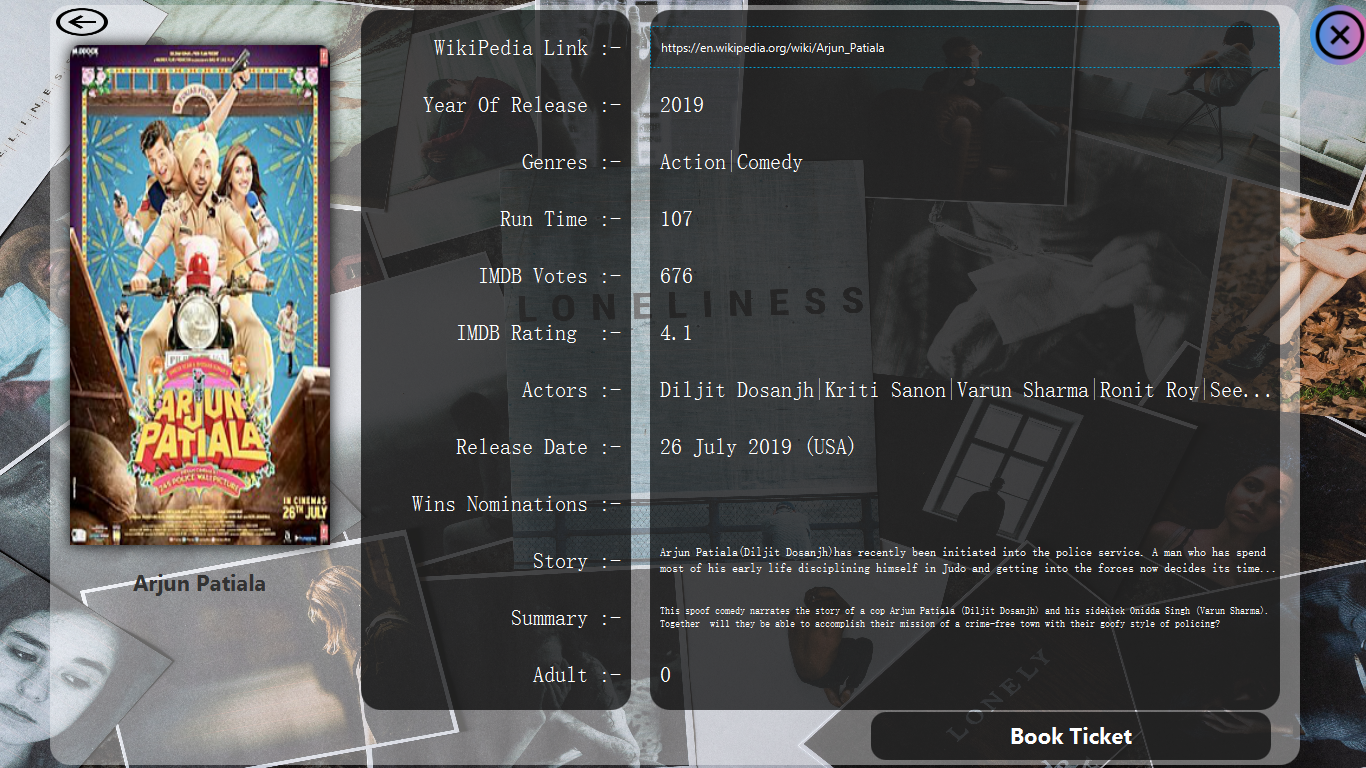 WikiPedia Link :- https://en.wikipedia.org/wiki/Arjun_Patiala
Year Of Release :- 2019
Genres :- Action|Comedy
Run Time :- 107
IMDB Votes :- 676
LONELINESS
IMDB Rating :- 4.1
Actors :- Diljit Dosanjh|Kriti Sanon|Varun Sharma|Ronit Roy|See...
Release Date :- 26 July 2019 (USA)
Wins Nominations :-
Story :- Arjun Patiala(Diljit Dosanjh)has recently been initiated into the police service. A man who has spend
most of his early life disciplining himself in Judo and getting into the forces now decides its time...
Summary :- This spoof comedy narrates the story of a cop Arjun Patiala (Diljit Dosanjh) and his sidekick Onidda Singh (Varun Sharma).
Together will they be able to accomplish their mission of a crime-free town with their goofy style of policing?
Adult :- 0
MADDOCK
PUNJAB POLICE
ARJUN
PATIALA
IN CINEMAS
26TH JULY
Arjun Patiala
LONELY
Book Ticket